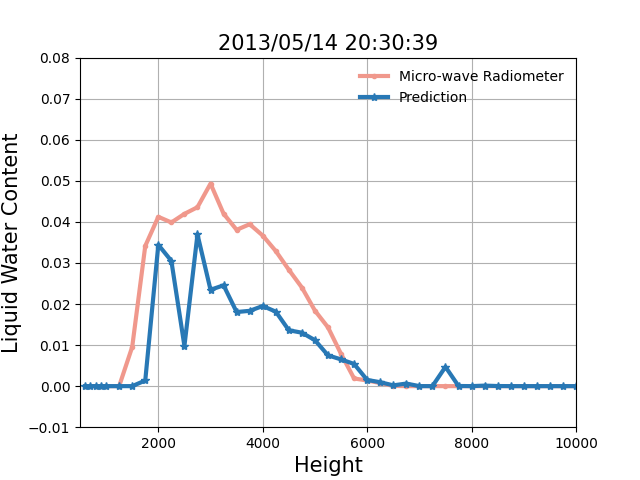 2013/05/14 20:30:39
0.08
0.07
0.06
0.05
0.04
0.03
0.02
0.01
0.00
−0.01
Liquid Water Content
Micro-wave Radiometer
Prediction
2000 4000 6000 8000 10000
Height